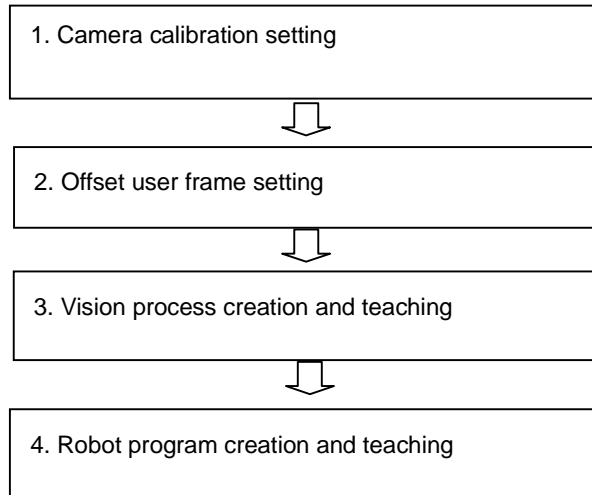 1. Camera calibration setting
2. Offset user frame setting
3. Vision process creation and teaching
4. Robot program creation and teaching